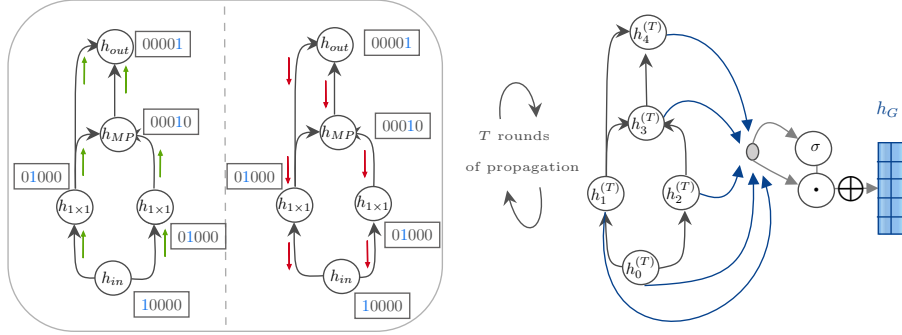 h_out 00001
h_MP 00010
01000
h_1×1 h_1×1
01000
h_in
10000
h_out 00001
h_MP 00010
01000
h_1×1 h_1×1
01000
h_in
10000
T rounds
of propagation
h_4^(T)
h_3^(T)
h_1^(T) h_2^(T)
h_0^(T)
σ
h_G